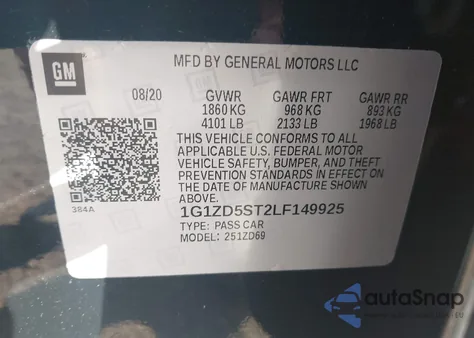 GM
MFD BY GENERAL MOTORS LLC
08/20 GVWR GAWR FRT GAWR RR
1860 KG 968 KG 893 KG
4101 LB 2133 LB 1968 LB
THIS VEHICLE CONFORMS TO ALL
APPLICABLE U.S. FEDERAL MOTOR
VEHICLE SAFETY, BUMPER, AND THEFT
PREVENTION STANDARDS IN EFFECT ON
THE DATE OF MANUFACTURE SHOWN
ABOVE.
384A
1G1ZD5ST2LF149925
TYPE: PASS CAR
MODEL: 251ZD69
autoSnap